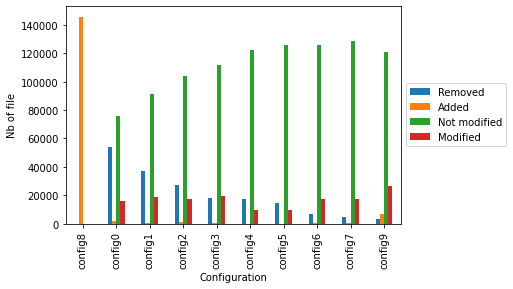 140000
120000
100000
80000
60000
40000
20000
0
Nb of file
config8
config0
config1
config2
config3
config4
config5
config6
config7
config9
Configuration
Removed
Added
Not modified
Modified